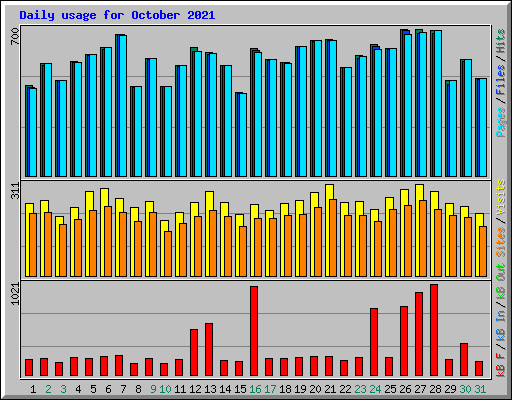 Daily usage for October 2021
700
Pages / Files / Hits
311
Sites / Visits
1021
kB F / kB In / kB Out
1 2 3 4 5 6 7 8 9 10 11 12 13 14 15 16 17 18 19 20 21 22 23 24 25 26 27 28 29 30 31